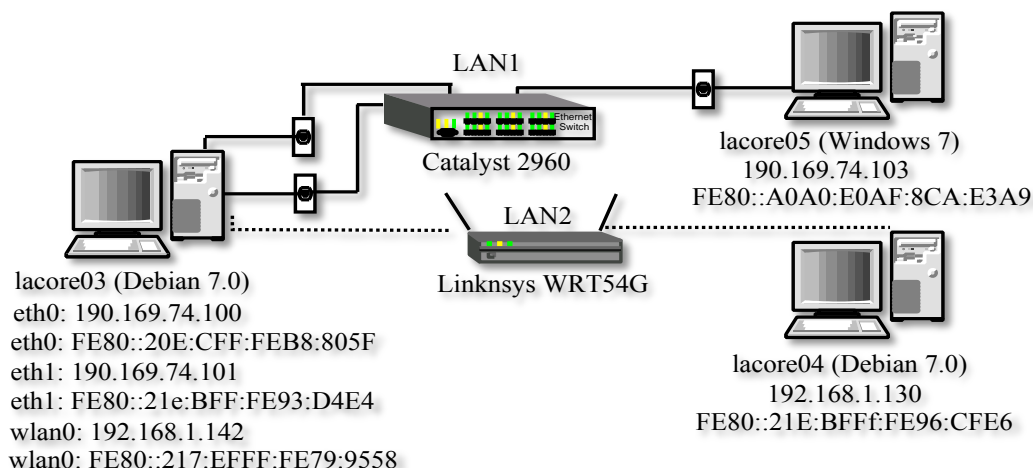 LAN1
Ethernet
Switch
Catalyst 2960
lacore05 (Windows 7)
190.169.74.103
FE80::A0A0:E0AF:8CA:E3A9
LAN2
Linknsys WRT54G
lacore03 (Debian 7.0)
eth0: 190.169.74.100
eth0: FE80::20E:CFF:FEB8:805F
eth1: 190.169.74.101
eth1: FE80::21e:BFF:FE93:D4E4
wlan0: 192.168.1.142
wlan0: FE80::217:EFFF:FE79:9558
lacore04 (Debian 7.0)
192.168.1.130
FE80::21E:BFFf:FE96:CFE6